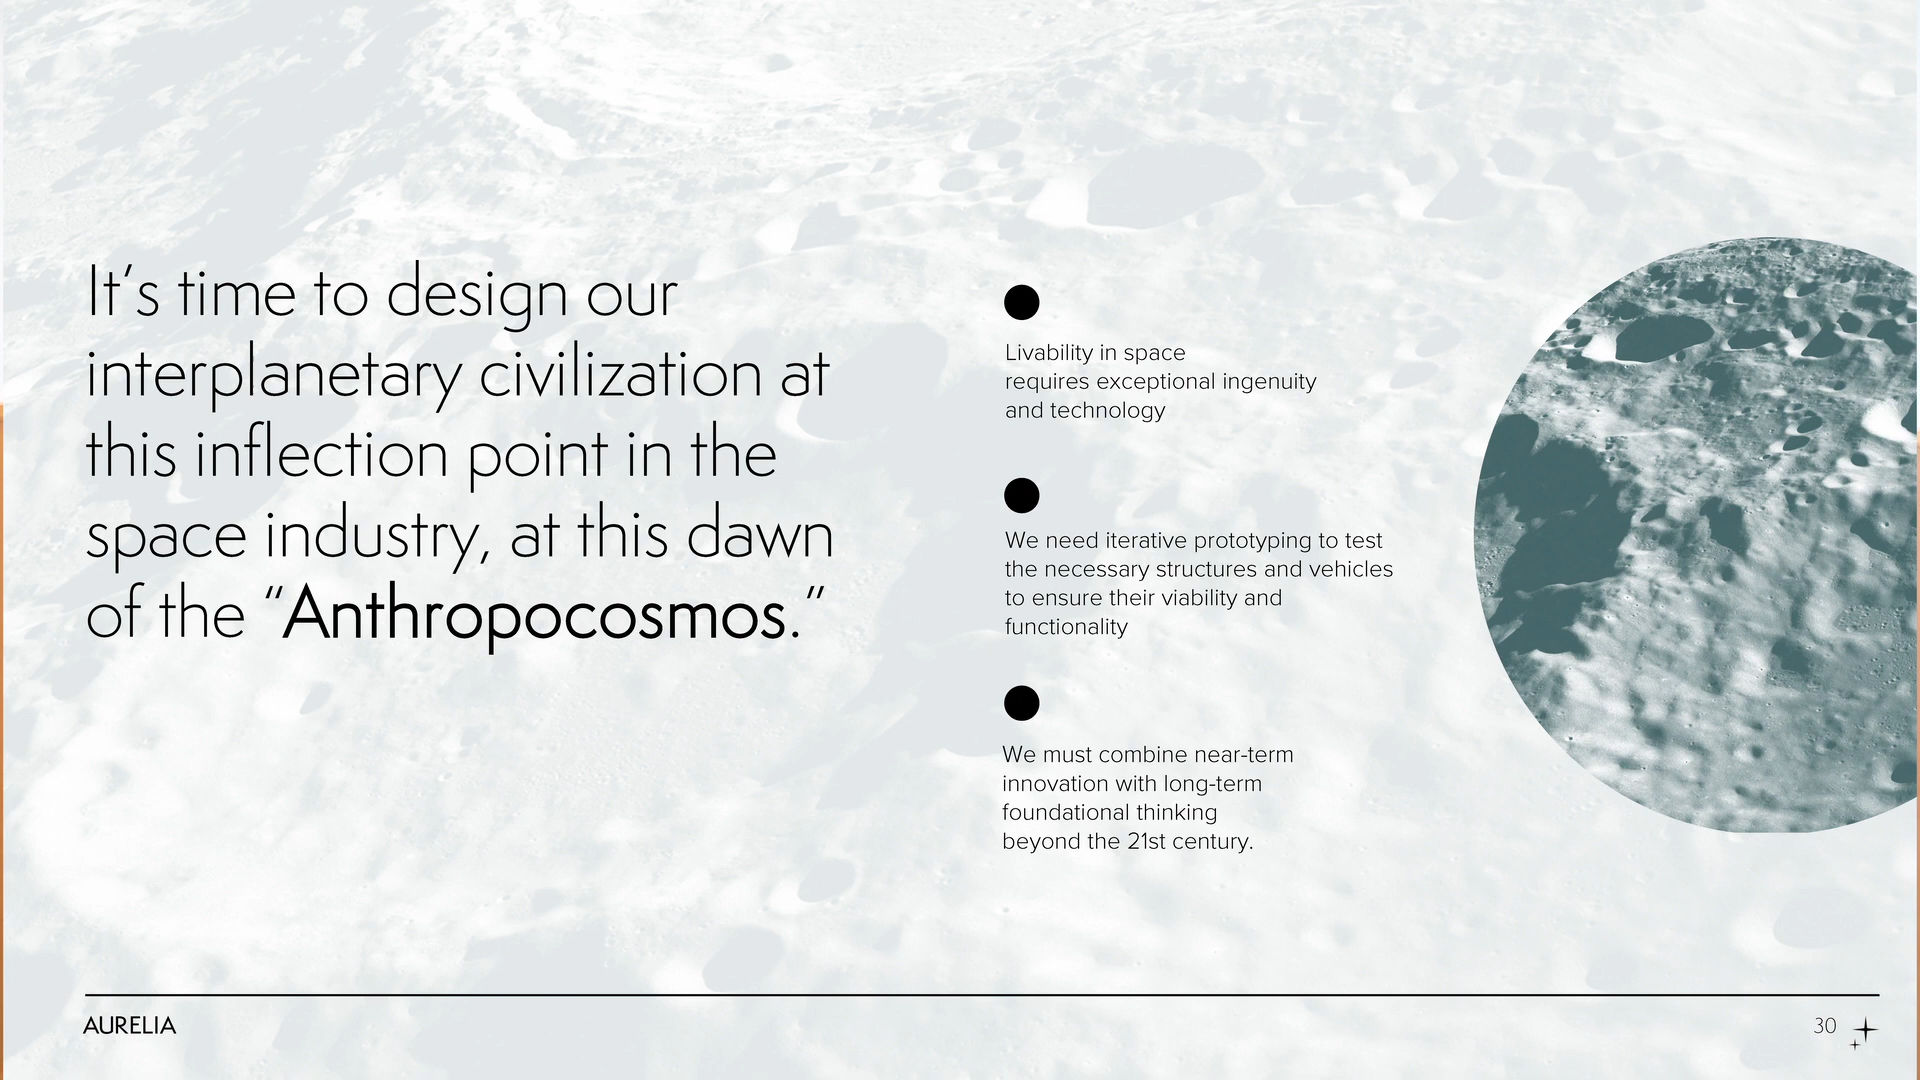 It’s time to design our
interplanetary civilization at
this inflection point in the
space industry, at this dawn
of the “Anthropocosmos.”
Livability in space
requires exceptional ingenuity
and technology
We need iterative prototyping to test
the necessary structures and vehicles
to ensure their viability and
functionality
We must combine near-term
innovation with long-term
foundational thinking
beyond the 21st century.
AURELIA
30